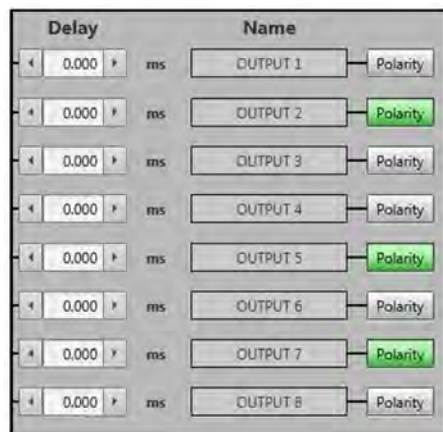 Delay Name
0.000 ms OUTPUT 1 Polarity
0.000 ms OUTPUT 2 Polarity
0.000 ms OUTPUT 3 Polarity
0.000 ms OUTPUT 4 Polarity
0.000 ms OUTPUT 5 Polarity
0.000 ms OUTPUT 6 Polarity
0.000 ms OUTPUT 7 Polarity
0.000 ms OUTPUT 8 Polarity